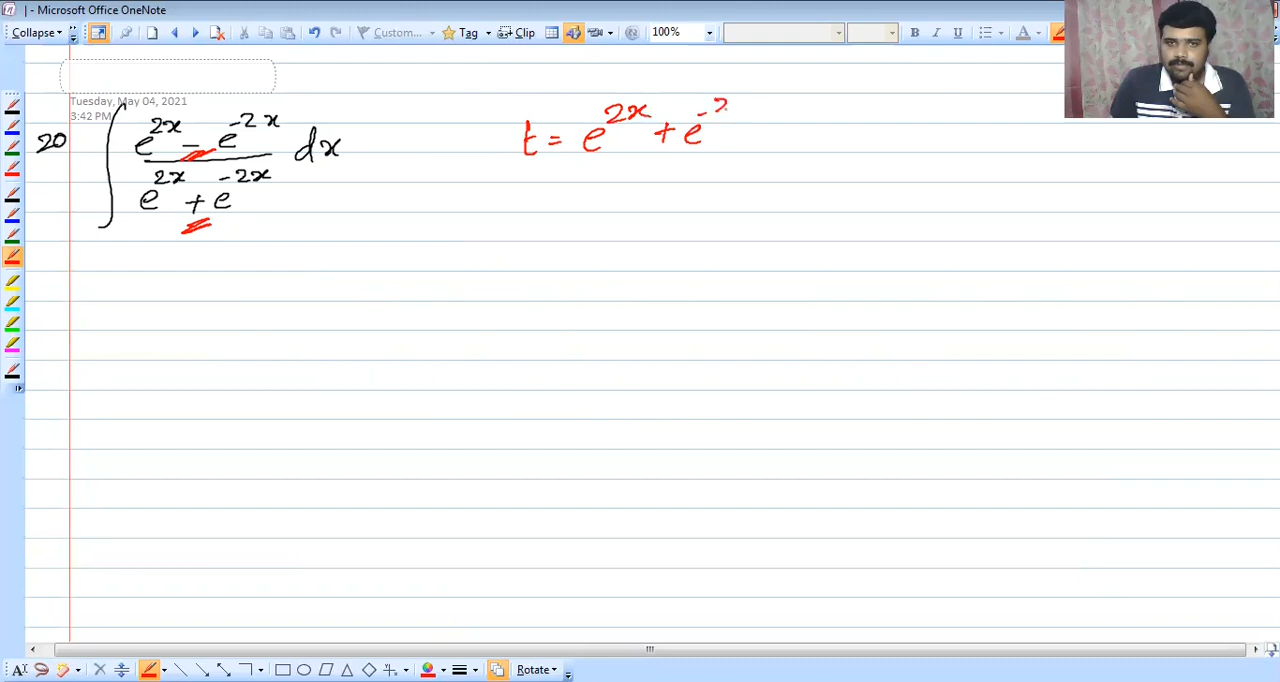 | - Microsoft Office OneNote
Collapse Custom... Tag Clip 100% B I U A
Tuesday, May 04, 2021
3:42 PM
20 ∫ (e^2x − e^-2x) / (e^2x + e^-2x) dx
t = e^2x + e^-2
Rotate